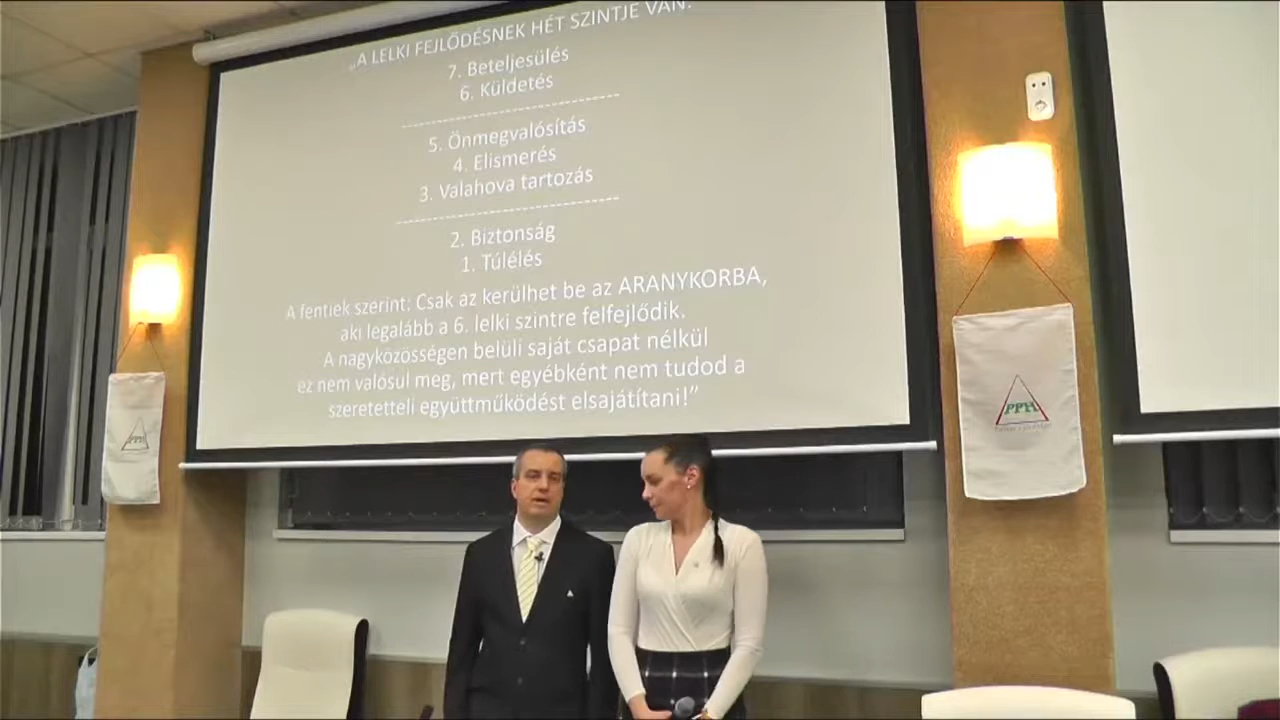 „A LELKI FEJLŐDÉSNEK HÉT SZINTJE VAN:
7. Beteljesülés
6. Küldetés
5. Önmegvalósítás
4. Elismerés
3. Valahova tartozás
2. Biztonság
1. Túlélés
A fentiek szerint: Csak az kerülhet be az ARANYKORBA,
aki legalább a 6. lelki szintre felfejlődik.
A nagyközösségen belüli saját csapat nélkül
ez nem valósul meg, mert egyébként nem tudod a
szeretetteli együttműködést elsajátítani!”
PPH
PPH